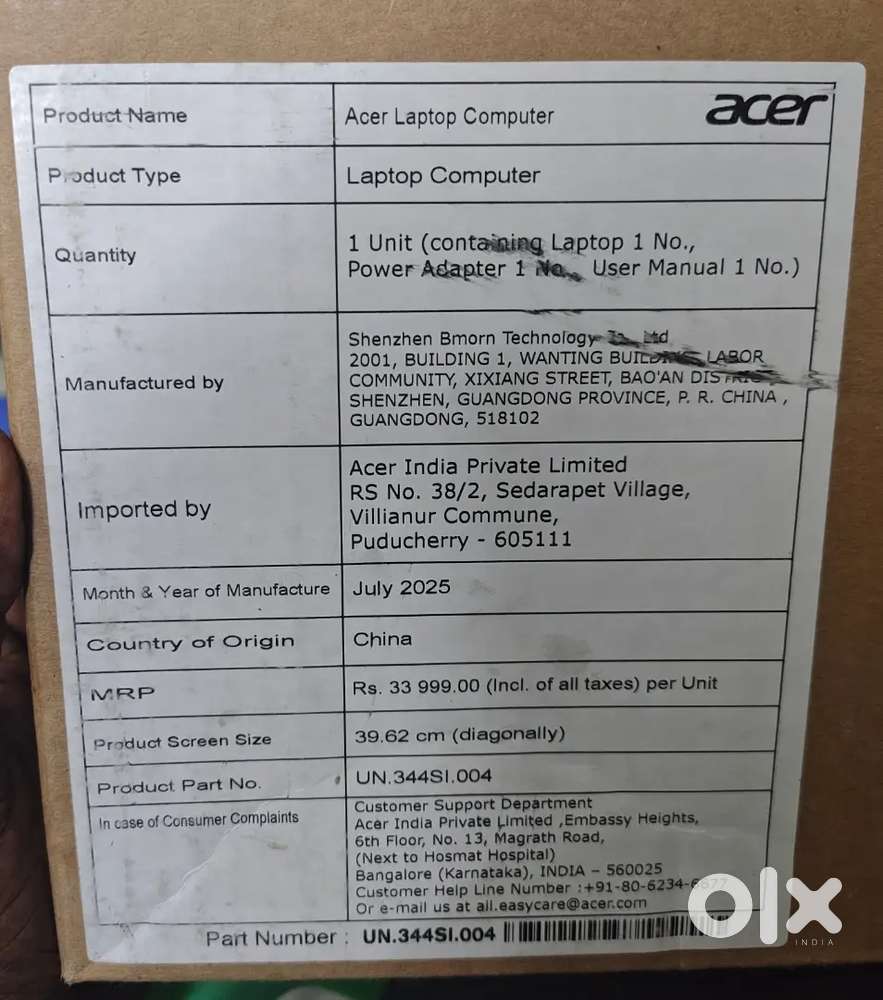 acer
Product Name Acer Laptop Computer
Product Type Laptop Computer
Quantity 1 Unit (containing Laptop 1 No.,
Power Adapter 1 No., User Manual 1 No.)
Manufactured by Shenzhen Bmorn Technology Ltd
2001, BUILDING 1, WANTING BUILDING, LABOR
COMMUNITY, XIXIANG STREET, BAO'AN DISTRICT,
SHENZHEN, GUANGDONG PROVINCE, P. R. CHINA ,
GUANGDONG, 518102
Imported by Acer India Private Limited
RS No. 38/2, Sedarapet Village,
Villianur Commune,
Puducherry - 605111
Month & Year of Manufacture July 2025
Country of Origin China
MRP Rs. 33 999.00 (Incl. of all taxes) per Unit
Product Screen Size 39.62 cm (diagonally)
Product Part No. UN.344SI.004
In case of Consumer Complaints Customer Support Department
Acer India Private Limited ,Embassy Heights,
6th Floor, No. 13, Magrath Road,
(Next to Hosmat Hospital)
Bangalore (Karnataka), INDIA – 560025
Customer Help Line Number :
Or e-mail us at ail.easycare@acer.com
Part Number : UN.344SI.004
olx
INDIA